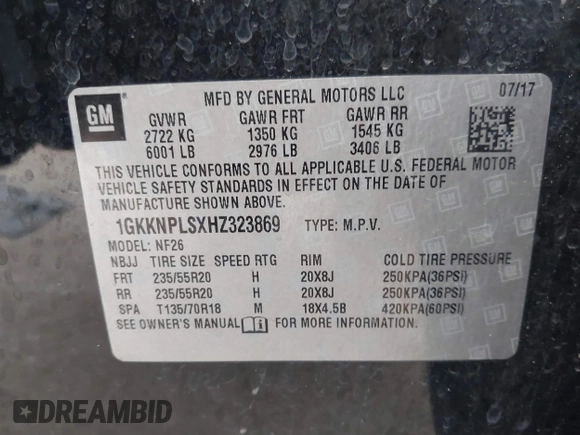 GM
MFD BY GENERAL MOTORS LLC 07/17
GVWR GAWR FRT GAWR RR
2722 KG 1350 KG 1545 KG
6001 LB 2976 LB 3406 LB
THIS VEHICLE CONFORMS TO ALL APPLICABLE U.S. FEDERAL MOTOR
VEHICLE SAFETY STANDARDS IN EFFECT ON THE DATE OF
MANUFACTURE SHOWN ABOVE.
1GKKNPLSXHZ323869 TYPE: M.P.V.
MODEL: NF26
NBJJ TIRE SIZE SPEED RTG RIM COLD TIRE PRESSURE
FRT 235/55R20 H 20X8J 250KPA(36PSI)
RR 235/55R20 H 20X8J 250KPA(36PSI)
SPA T135/70R18 M 18X4.5B 420KPA(60PSI)
SEE OWNER'S MANUAL FOR MORE INFORMATION.
DREAMBID